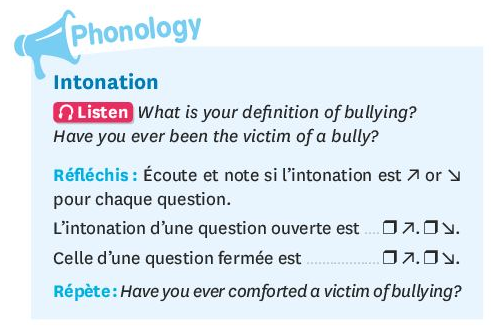 Phonology
Intonation
Listen What is your definition of bullying?
Have you ever been the victim of a bully?
Réfléchis : Écoute et note si l'intonation est ↗ or ↘
pour chaque question.
L'intonation d'une question ouverte est .... ❒ ↗. ❒ ↘.
Celle d'une question fermée est .................. ❒ ↗. ❒ ↘.
Répète : Have you ever comforted a victim of bullying?